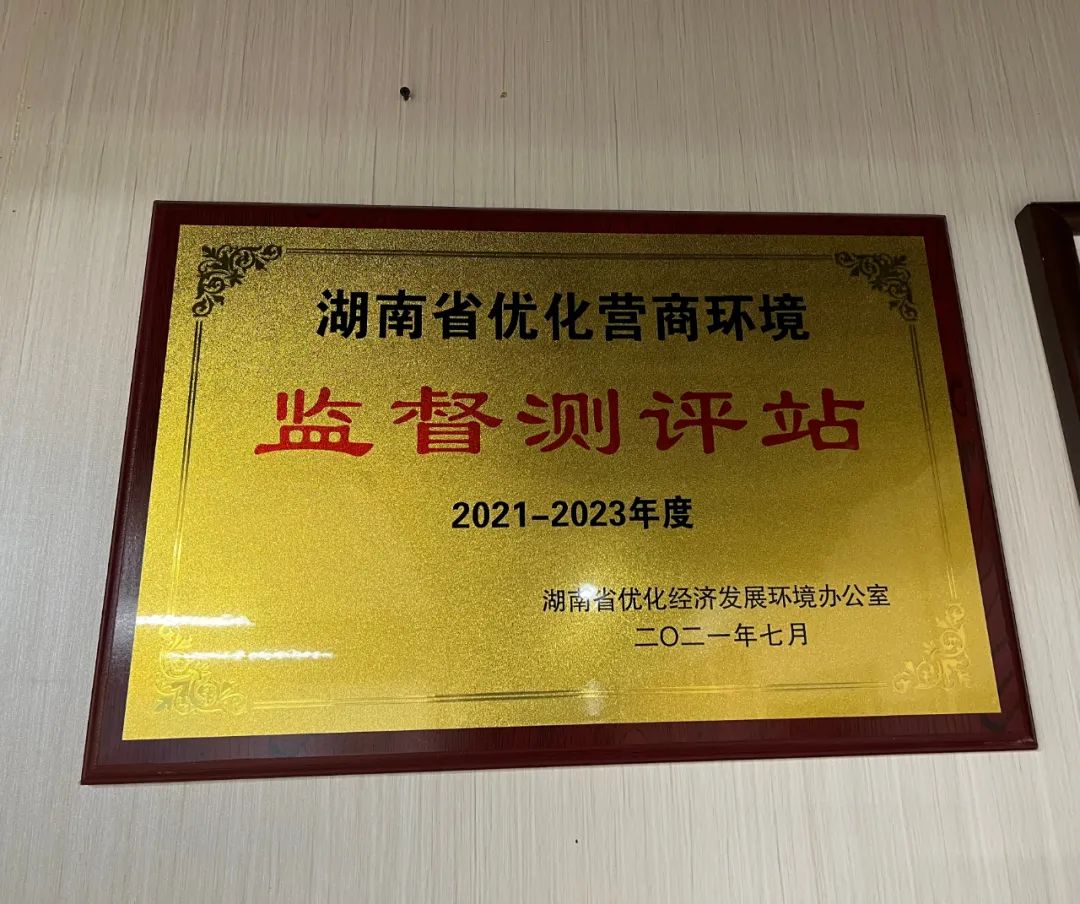 湖南省优化营商环境
监督测评站
2021-2023年度
湖南省优化经济发展环境办公室
二〇二一年七月